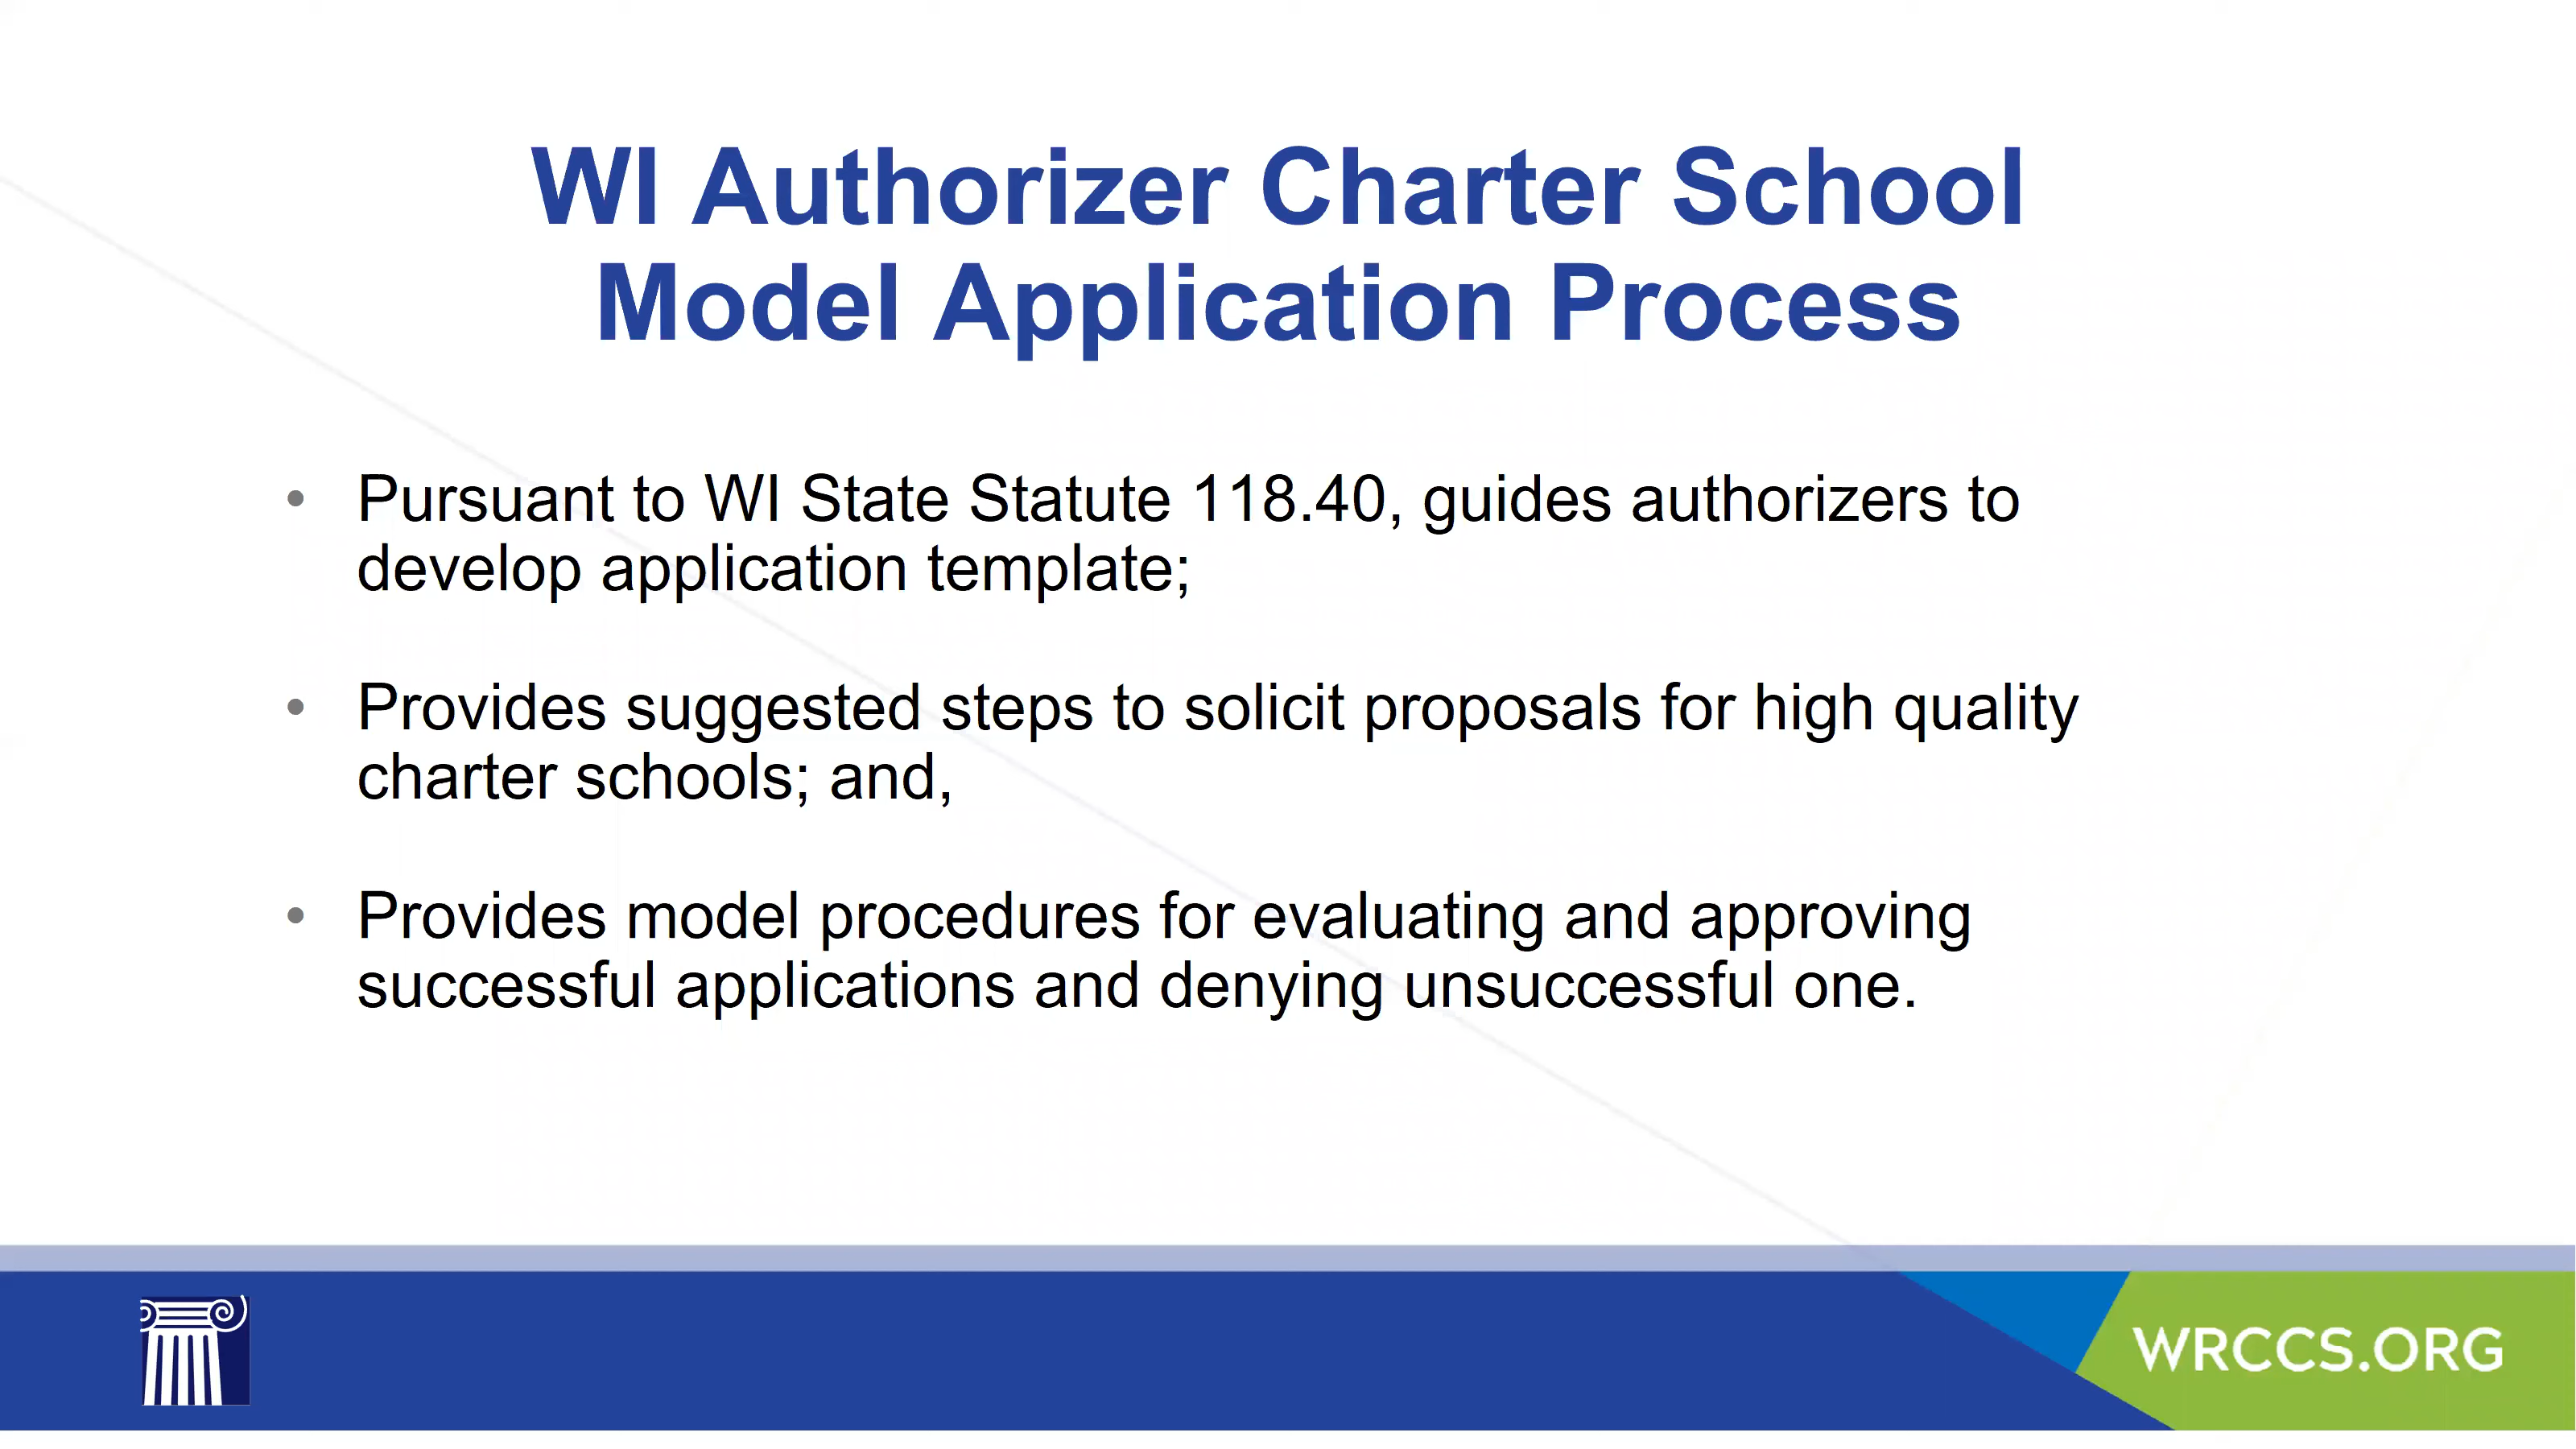 WI Authorizer Charter School
Model Application Process
• Pursuant to WI State Statute 118.40, guides authorizers to
develop application template;
• Provides suggested steps to solicit proposals for high quality
charter schools; and,
• Provides model procedures for evaluating and approving
successful applications and denying unsuccessful one.
WRCCS.ORG